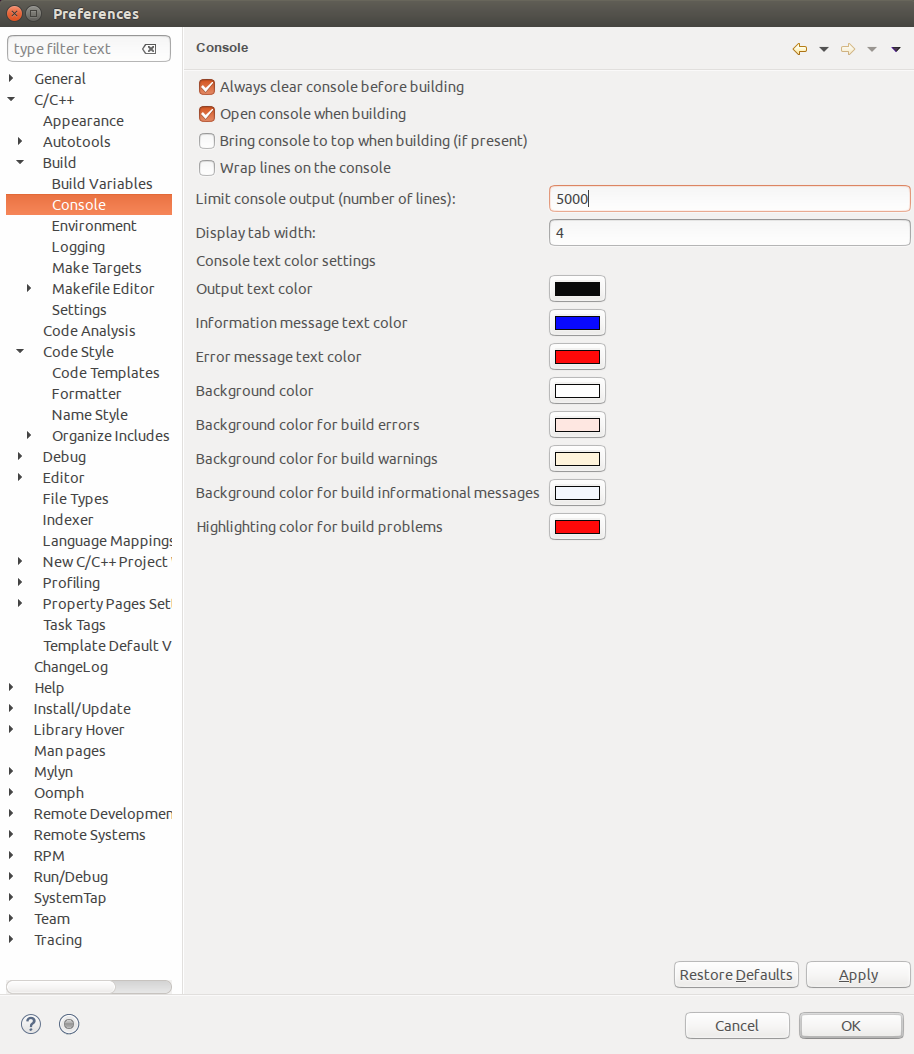 Preferences
type filter text
General
C/C++
Appearance
Autotools
Build
Build Variables
Console
Environment
Logging
Make Targets
Makefile Editor
Settings
Code Analysis
Code Style
Code Templates
Formatter
Name Style
Organize Includes
Debug
Editor
File Types
Indexer
Language Mappings
New C/C++ Project
Profiling
Property Pages Set
Task Tags
Template Default V
ChangeLog
Help
Install/Update
Library Hover
Man pages
Mylyn
Oomph
Remote Developmen
Remote Systems
RPM
Run/Debug
SystemTap
Team
Tracing
Console
Always clear console before building
Open console when building
Bring console to top when building (if present)
Wrap lines on the console
Limit console output (number of lines): 5000
Display tab width: 4
Console text color settings
Output text color
Information message text color
Error message text color
Background color
Background color for build errors
Background color for build warnings
Background color for build informational messages
Highlighting color for build problems
Restore Defaults Apply
? Cancel OK